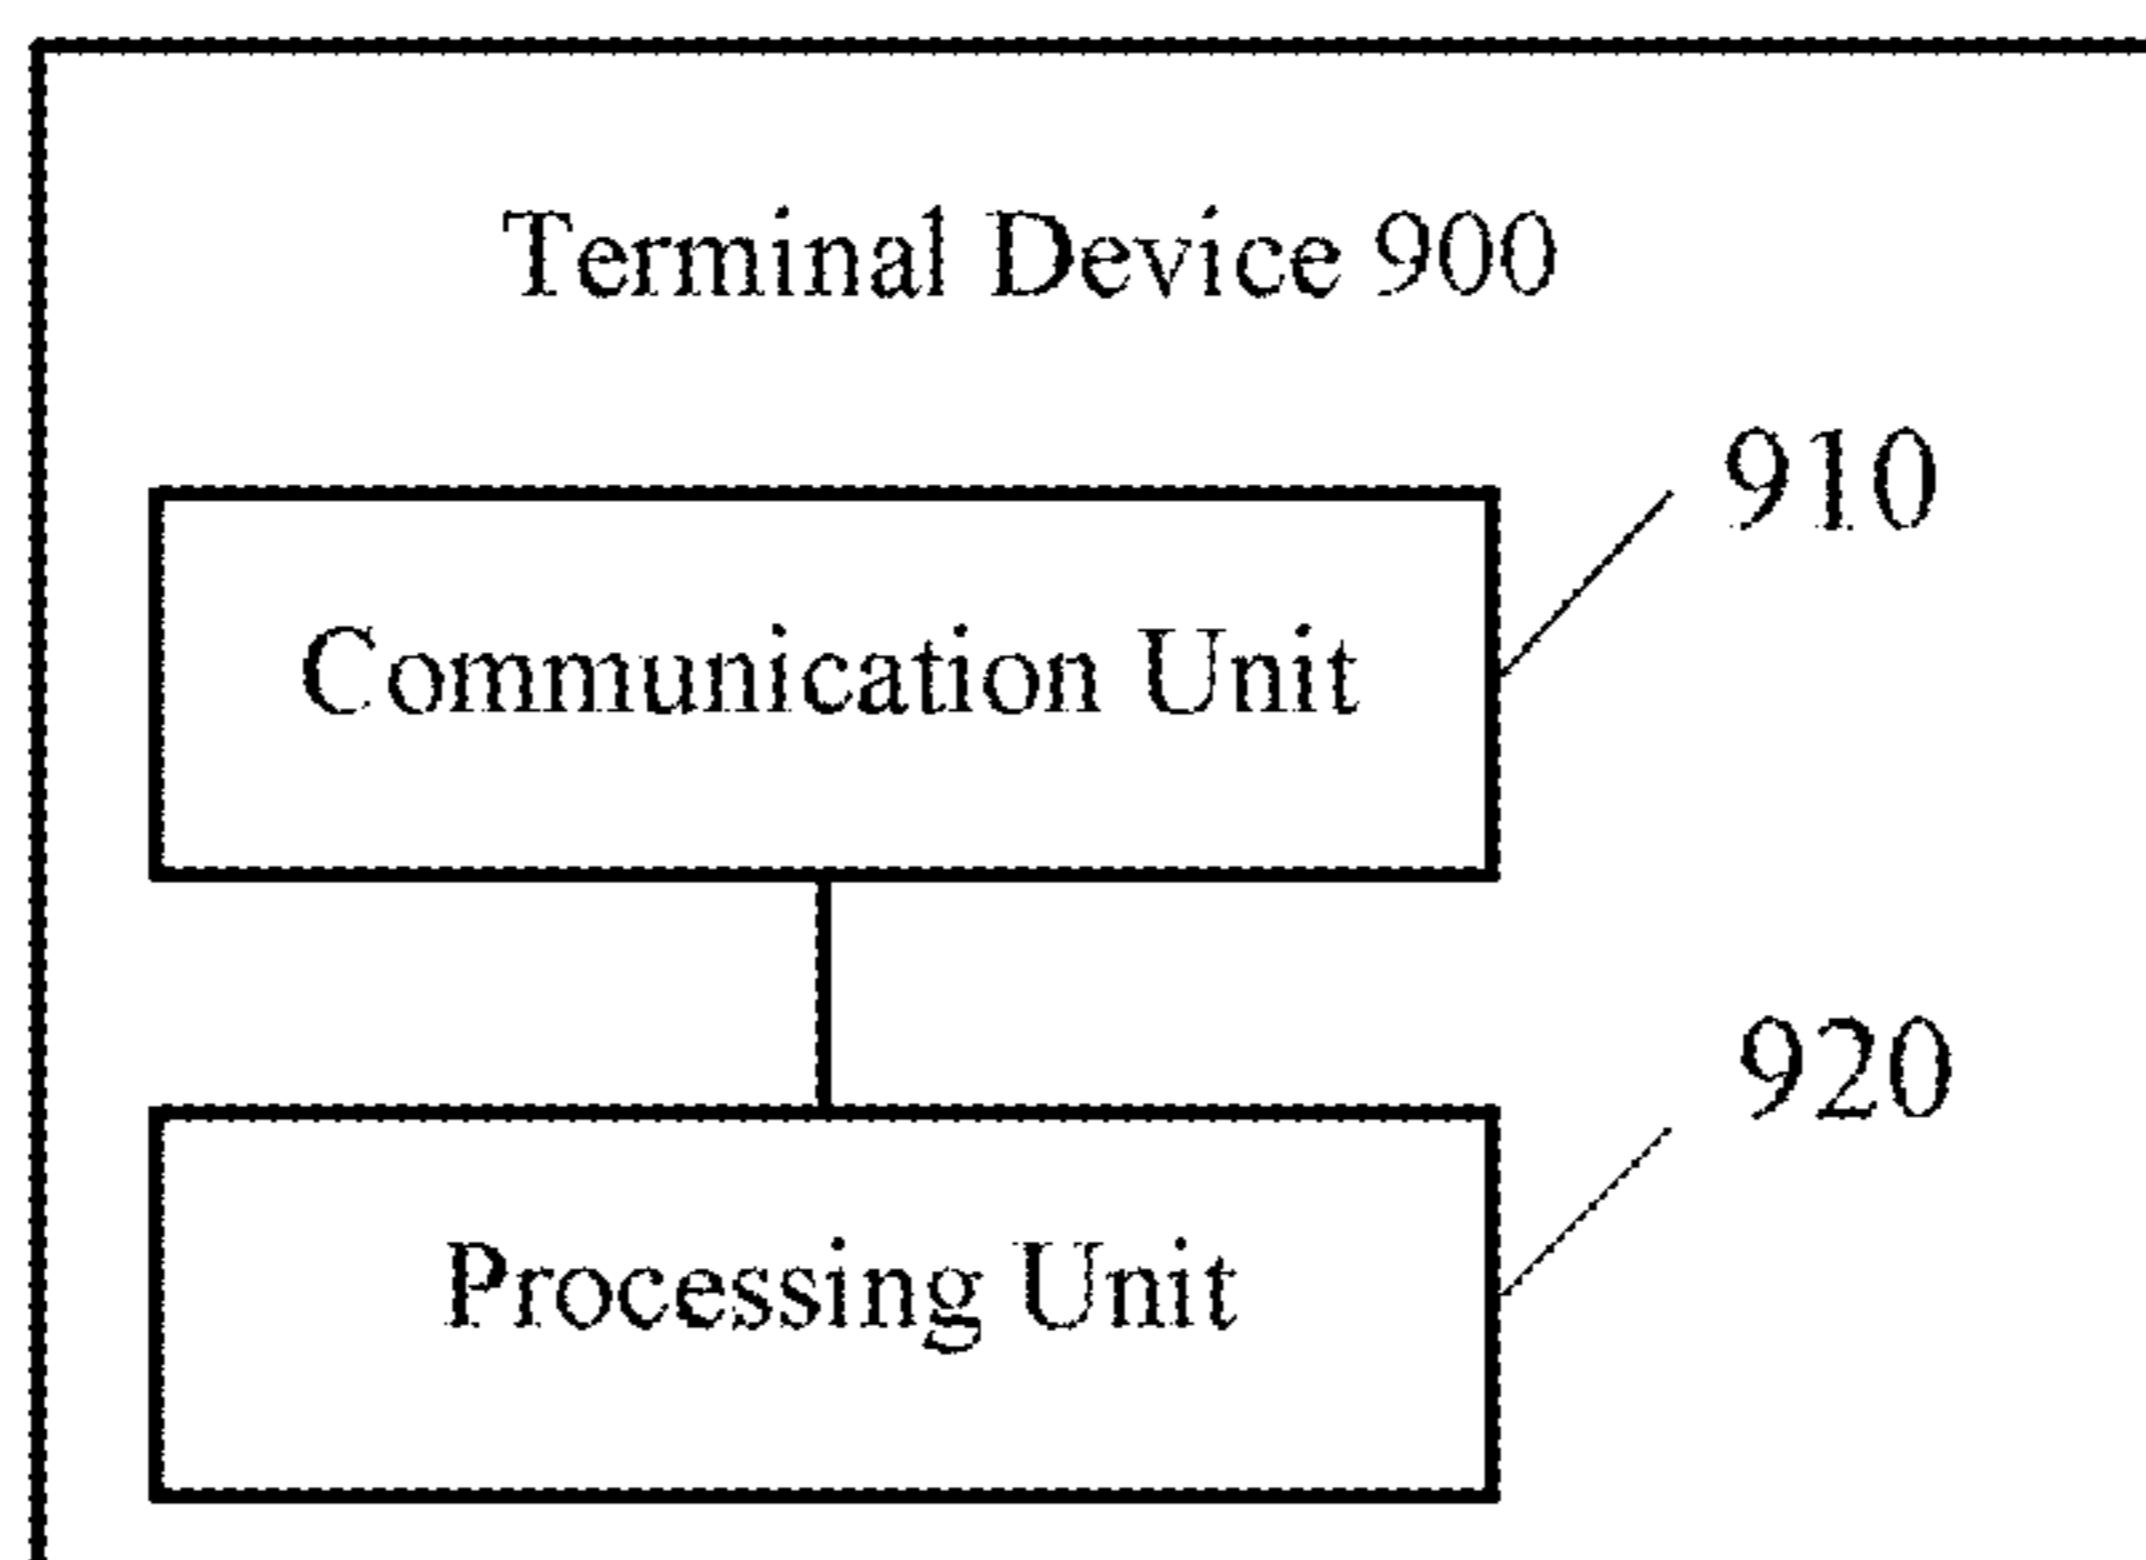 Terminal Device 900
910
Communication Unit
920
Processing Unit